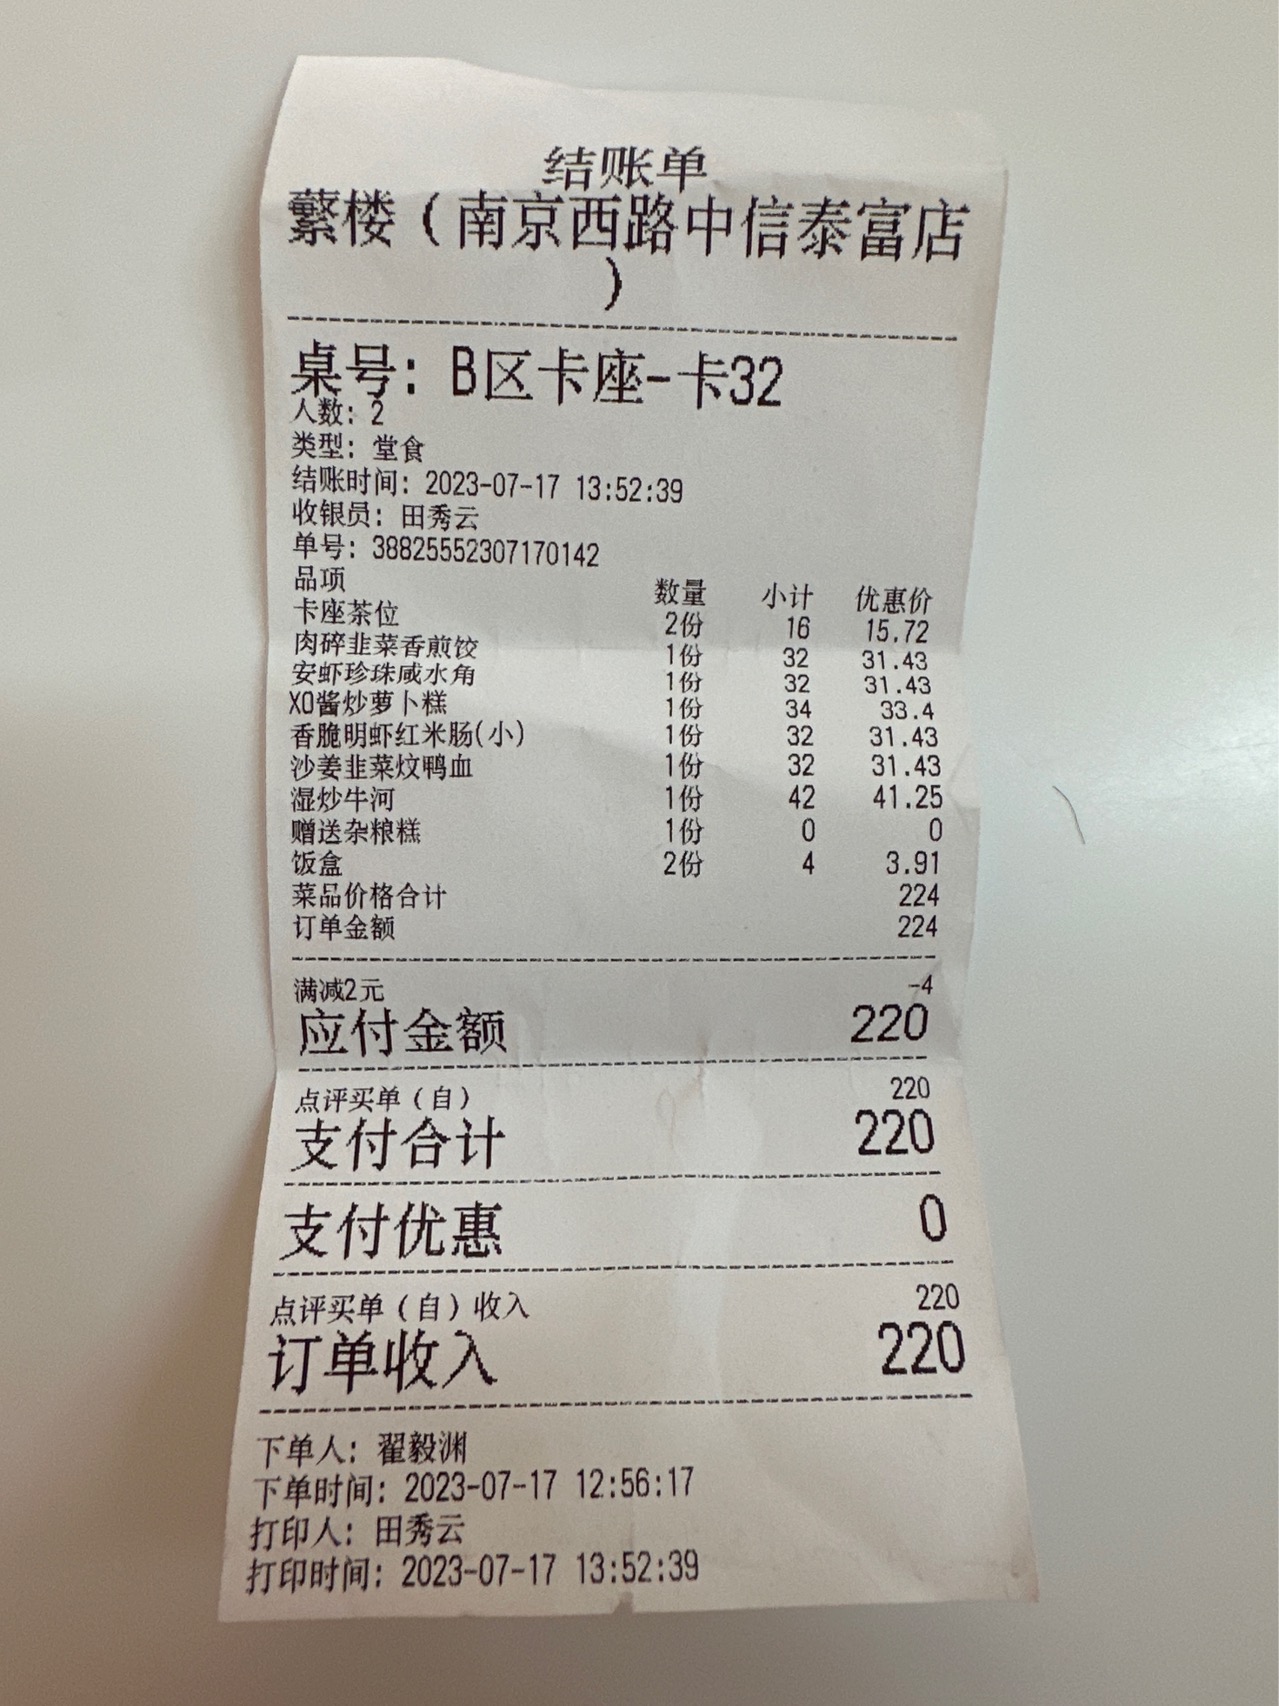 结账单
蘩楼（南京西路中信泰富店
）
桌号: B区卡座-卡32
人数: 2
类型: 堂食
结账时间: 2023-07-17 13:52:39
收银员: 田秀云
单号: 38825552307170142
品项 数量 小计 优惠价
卡座茶位 2份 16 15.72
肉碎韭菜香煎饺 1份 32 31.43
安虾珍珠咸水角 1份 32 31.43
XO酱炒萝卜糕 1份 34 33.4
香脆明虾红米肠(小) 1份 32 31.43
沙姜韭菜炆鸭血 1份 32 31.43
湿炒牛河 1份 42 41.25
赠送杂粮糕 1份 0 0
饭盒 2份 4 3.91
菜品价格合计 224
订单金额 224
满减2元 -4
应付金额 220
点评买单（自） 220
支付合计 220
支付优惠 0
点评买单（自）收入 220
订单收入 220
下单人: 翟毅渊
下单时间: 2023-07-17 12:56:17
打印人: 田秀云
打印时间: 2023-07-17 13:52:39